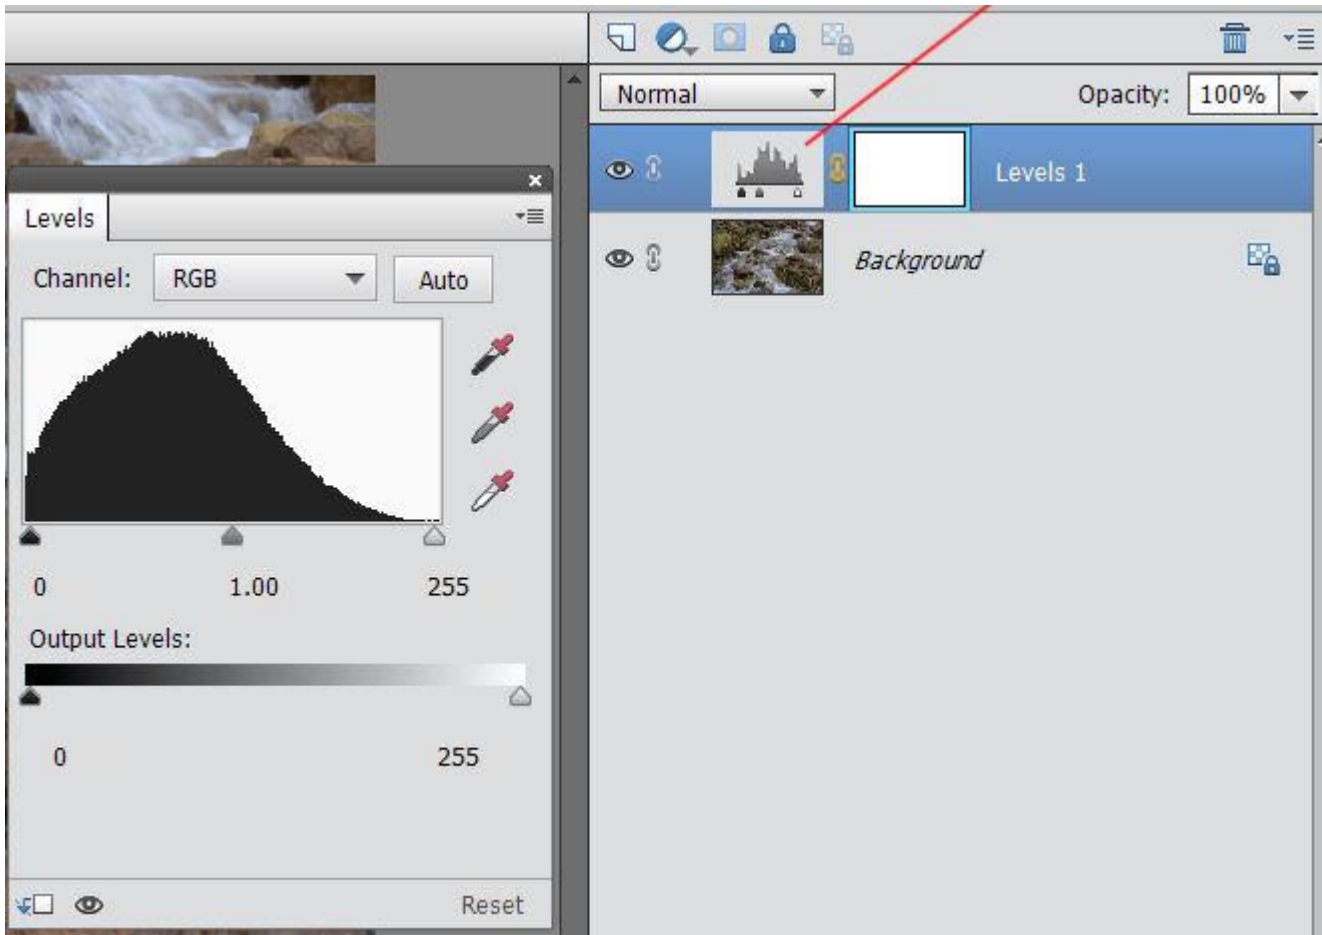 Normal
Opacity: 100%
Levels 1
Background
Levels
Channel: RGB Auto
0 1.00 255
Output Levels:
0 255
Reset